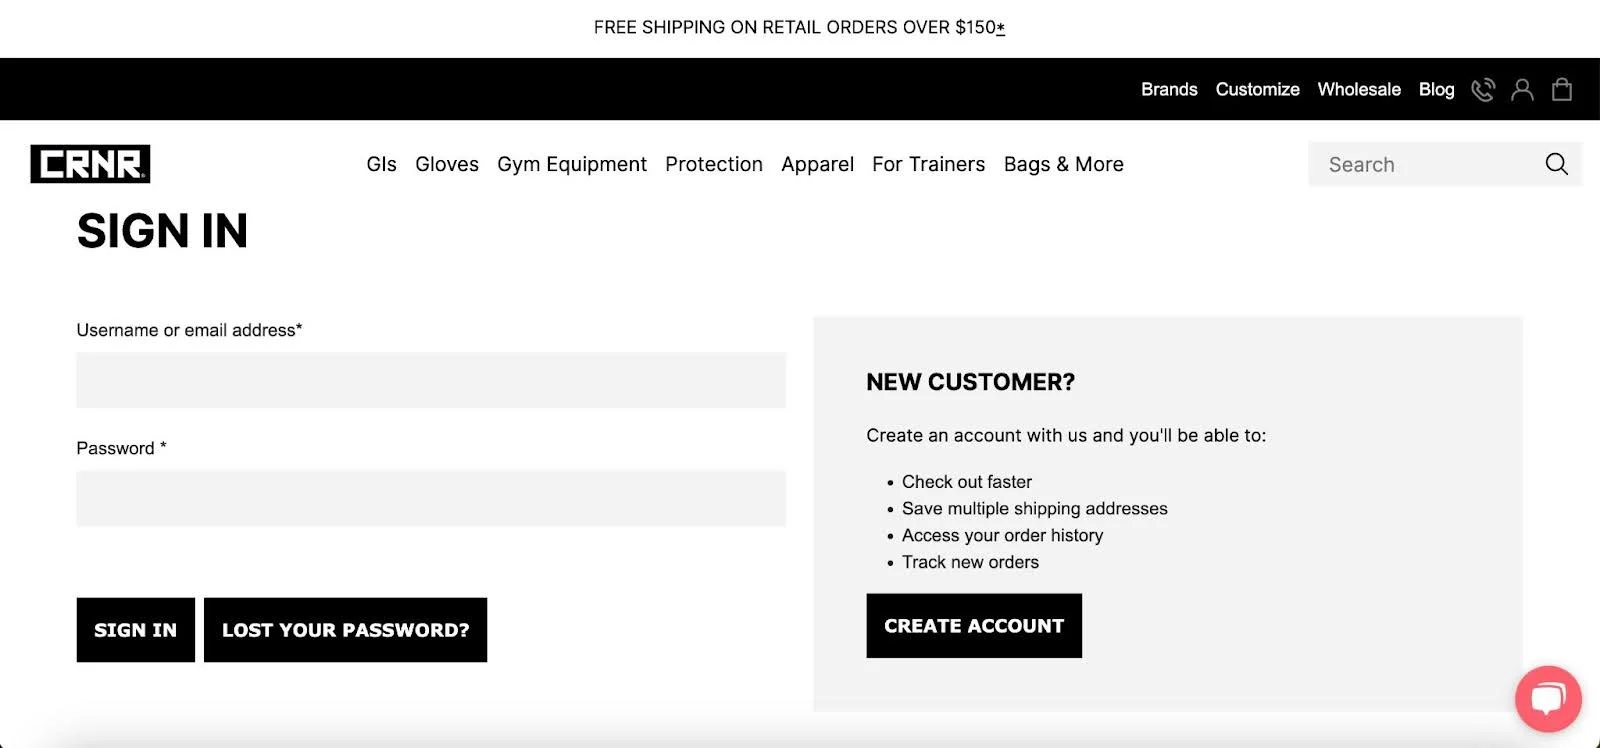 FREE SHIPPING ON RETAIL ORDERS OVER $150*
Brands Customize Wholesale Blog
CRNR
GIs Gloves Gym Equipment Protection Apparel For Trainers Bags & More Search
SIGN IN
Username or email address*
Password *
SIGN IN LOST YOUR PASSWORD?
NEW CUSTOMER?
Create an account with us and you'll be able to:
• Check out faster
• Save multiple shipping addresses
• Access your order history
• Track new orders
CREATE ACCOUNT